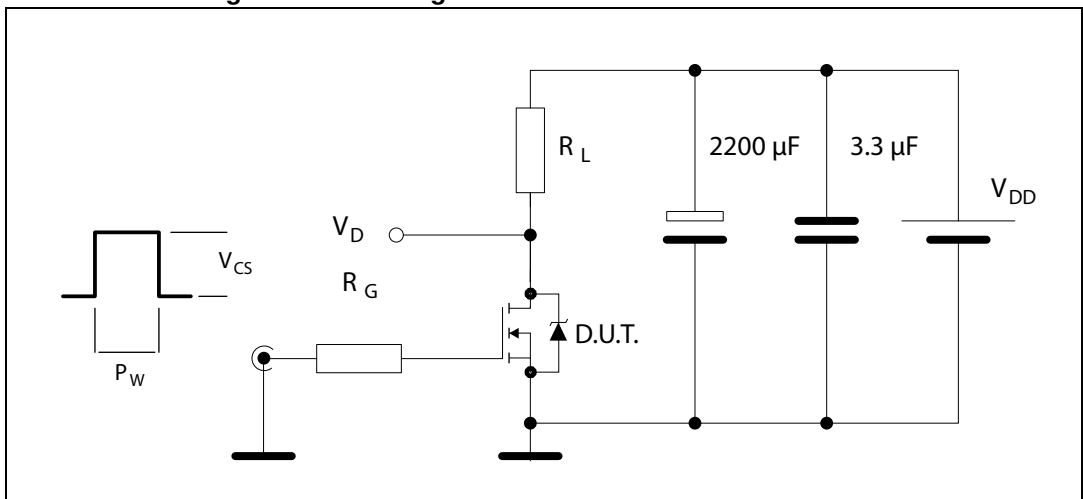 R L
2200 µF
3.3 µF
V DD
V D
V CS
R G
D.U.T.
P W